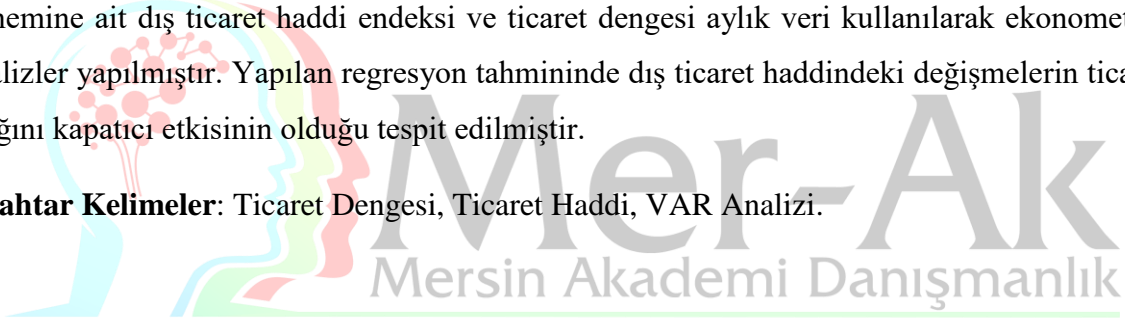 nemine ait dış ticaret haddi endeksi ve ticaret dengesi aylık veri kullanılarak ekonomet
alizler yapılmıştır. Yapılan regresyon tahmininde dış ticaret haddindeki değişmelerin tica
ığını kapatıcı etkisinin olduğu tespit edilmiştir.
ahtar Kelimeler: Ticaret Dengesi, Ticaret Haddi, VAR Analizi.
Mer-Ak
Mersin Akademi Danışmanlık